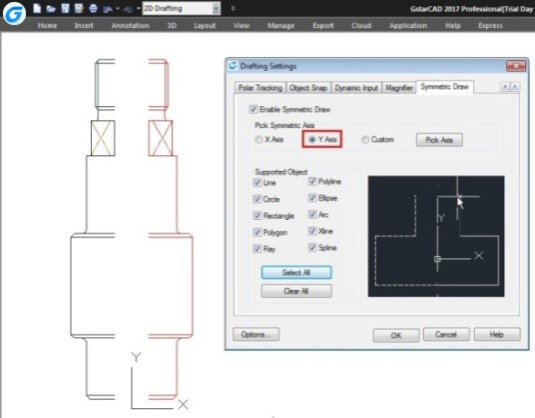 2D Drafting
GstarCAD 2017 Professional[Trial Day
Home Insert Annotation 3D Layout View Manage Export Cloud Application Help Express
Drafting Settings
Polar Tracking Object Snap Dynamic Input Magnifier Symmetric Draw
Enable Symmetric Draw
Pick Symmetric Axis
X Axis Y Axis Custom Pick Axis
Supported Object
Line Polyline
Circle Ellipse
Rectangle Arc
Polygon Xline
Ray Spline
Select All
Clear All
Y
X
Options... OK Cancel Help
Y
X